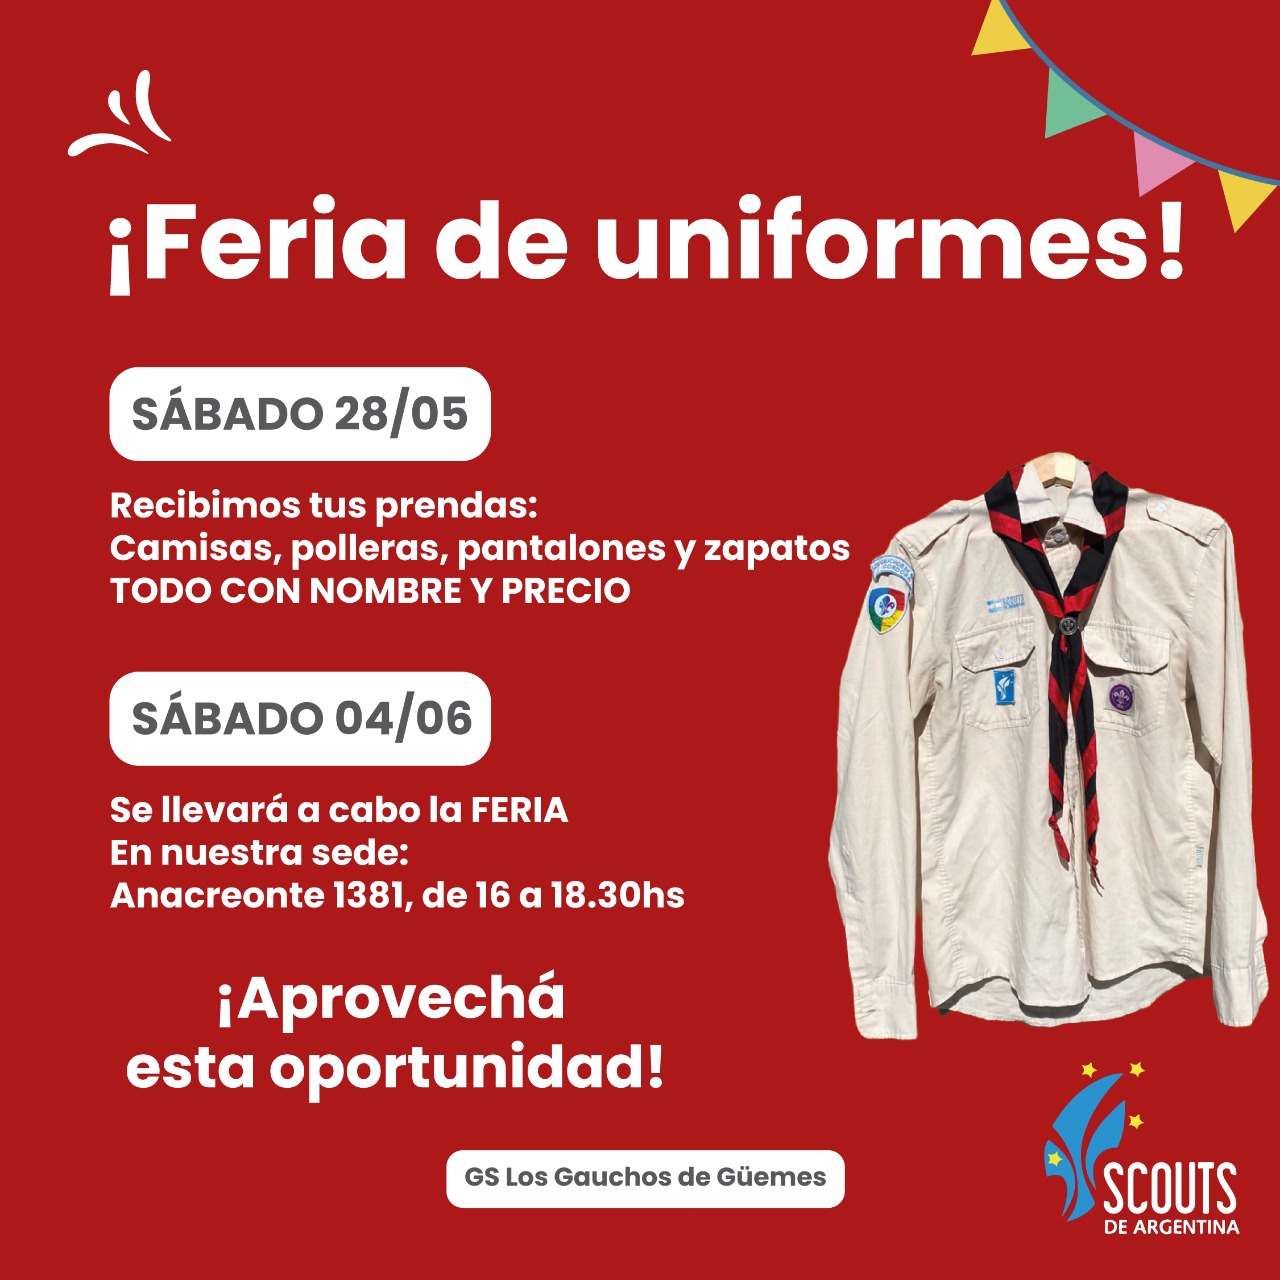 ¡Feria de uniformes!
SÁBADO 28/05
Recibimos tus prendas:
Camisas, polleras, pantalones y zapatos
TODO CON NOMBRE Y PRECIO
SÁBADO 04/06
Se llevará a cabo la FERIA
En nuestra sede:
Anacreonte 1381, de 16 a 18.30hs
¡Aprovechá
esta oportunidad!
GS Los Gauchos de Güemes
SCOUTS
DE ARGENTINA
SCOUTS